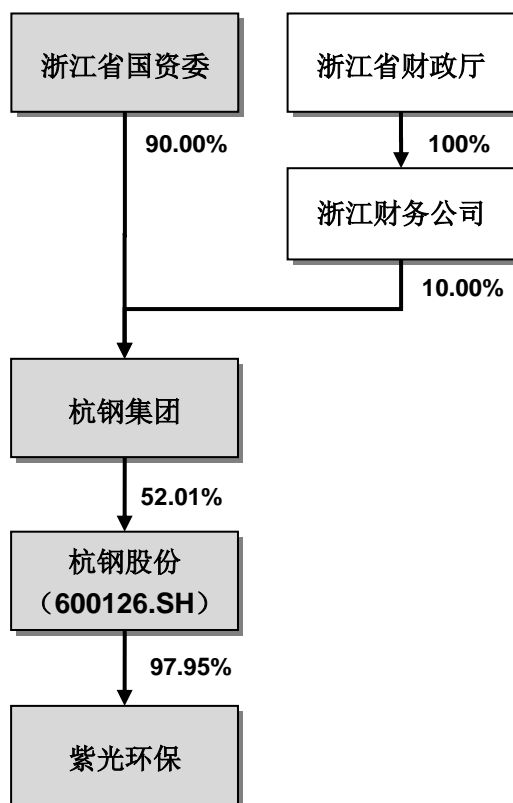 浙江省国资委
浙江省财政厅
90.00%
100%
浙江财务公司
10.00%
杭钢集团
52.01%
杭钢股份
（600126.SH）
97.95%
紫光环保